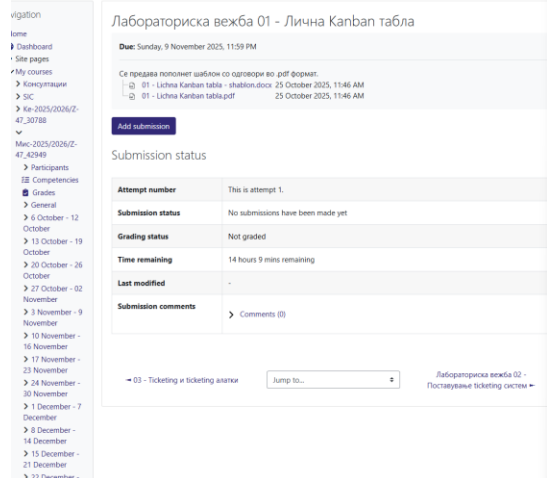 vigation
ome
Dashboard
Site pages
My courses
Консултации
SIC
Ке-2025/2026/Z-
47_30788
Мис-2025/2026/Z-
47_42949
Participants
Competencies
Grades
General
6 October - 12
October
13 October - 19
October
20 October - 26
October
27 October - 02
November
3 November - 9
November
10 November -
16 November
17 November -
23 November
24 November -
30 November
1 December - 7
December
8 December -
14 December
15 December -
21 December
22 December -
Лабораториска вежба 01 - Лична Kanban табла
Due: Sunday, 9 November 2025, 11:59 PM
Се предава пополнет шаблон со одговори во .pdf формат.
01 - Lichna Kanban tabla - shablon.docx 25 October 2025, 11:46 AM
01 - Lichna Kanban tabla.pdf 25 October 2025, 11:46 AM
Add submission
Submission status
Attempt number This is attempt 1.
Submission status No submissions have been made yet
Grading status Not graded
Time remaining 14 hours 9 mins remaining
Last modified -
Submission comments Comments (0)
03 - Ticketing и ticketing алатки
Jump to...
Лабораториска вежба 02 -
Поставување ticketing систем